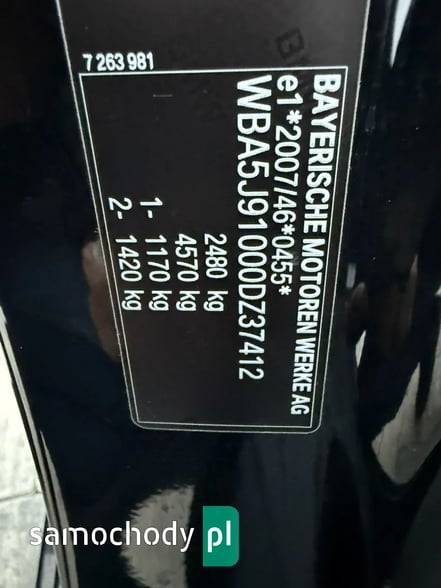 7 263 981
BAYERISCHE MOTOREN WERKE AG
e1*2007/46*0455*
WBA5J91000DZ37412
2480 kg
4570 kg
1- 1170 kg
2- 1420 kg
samochody pl